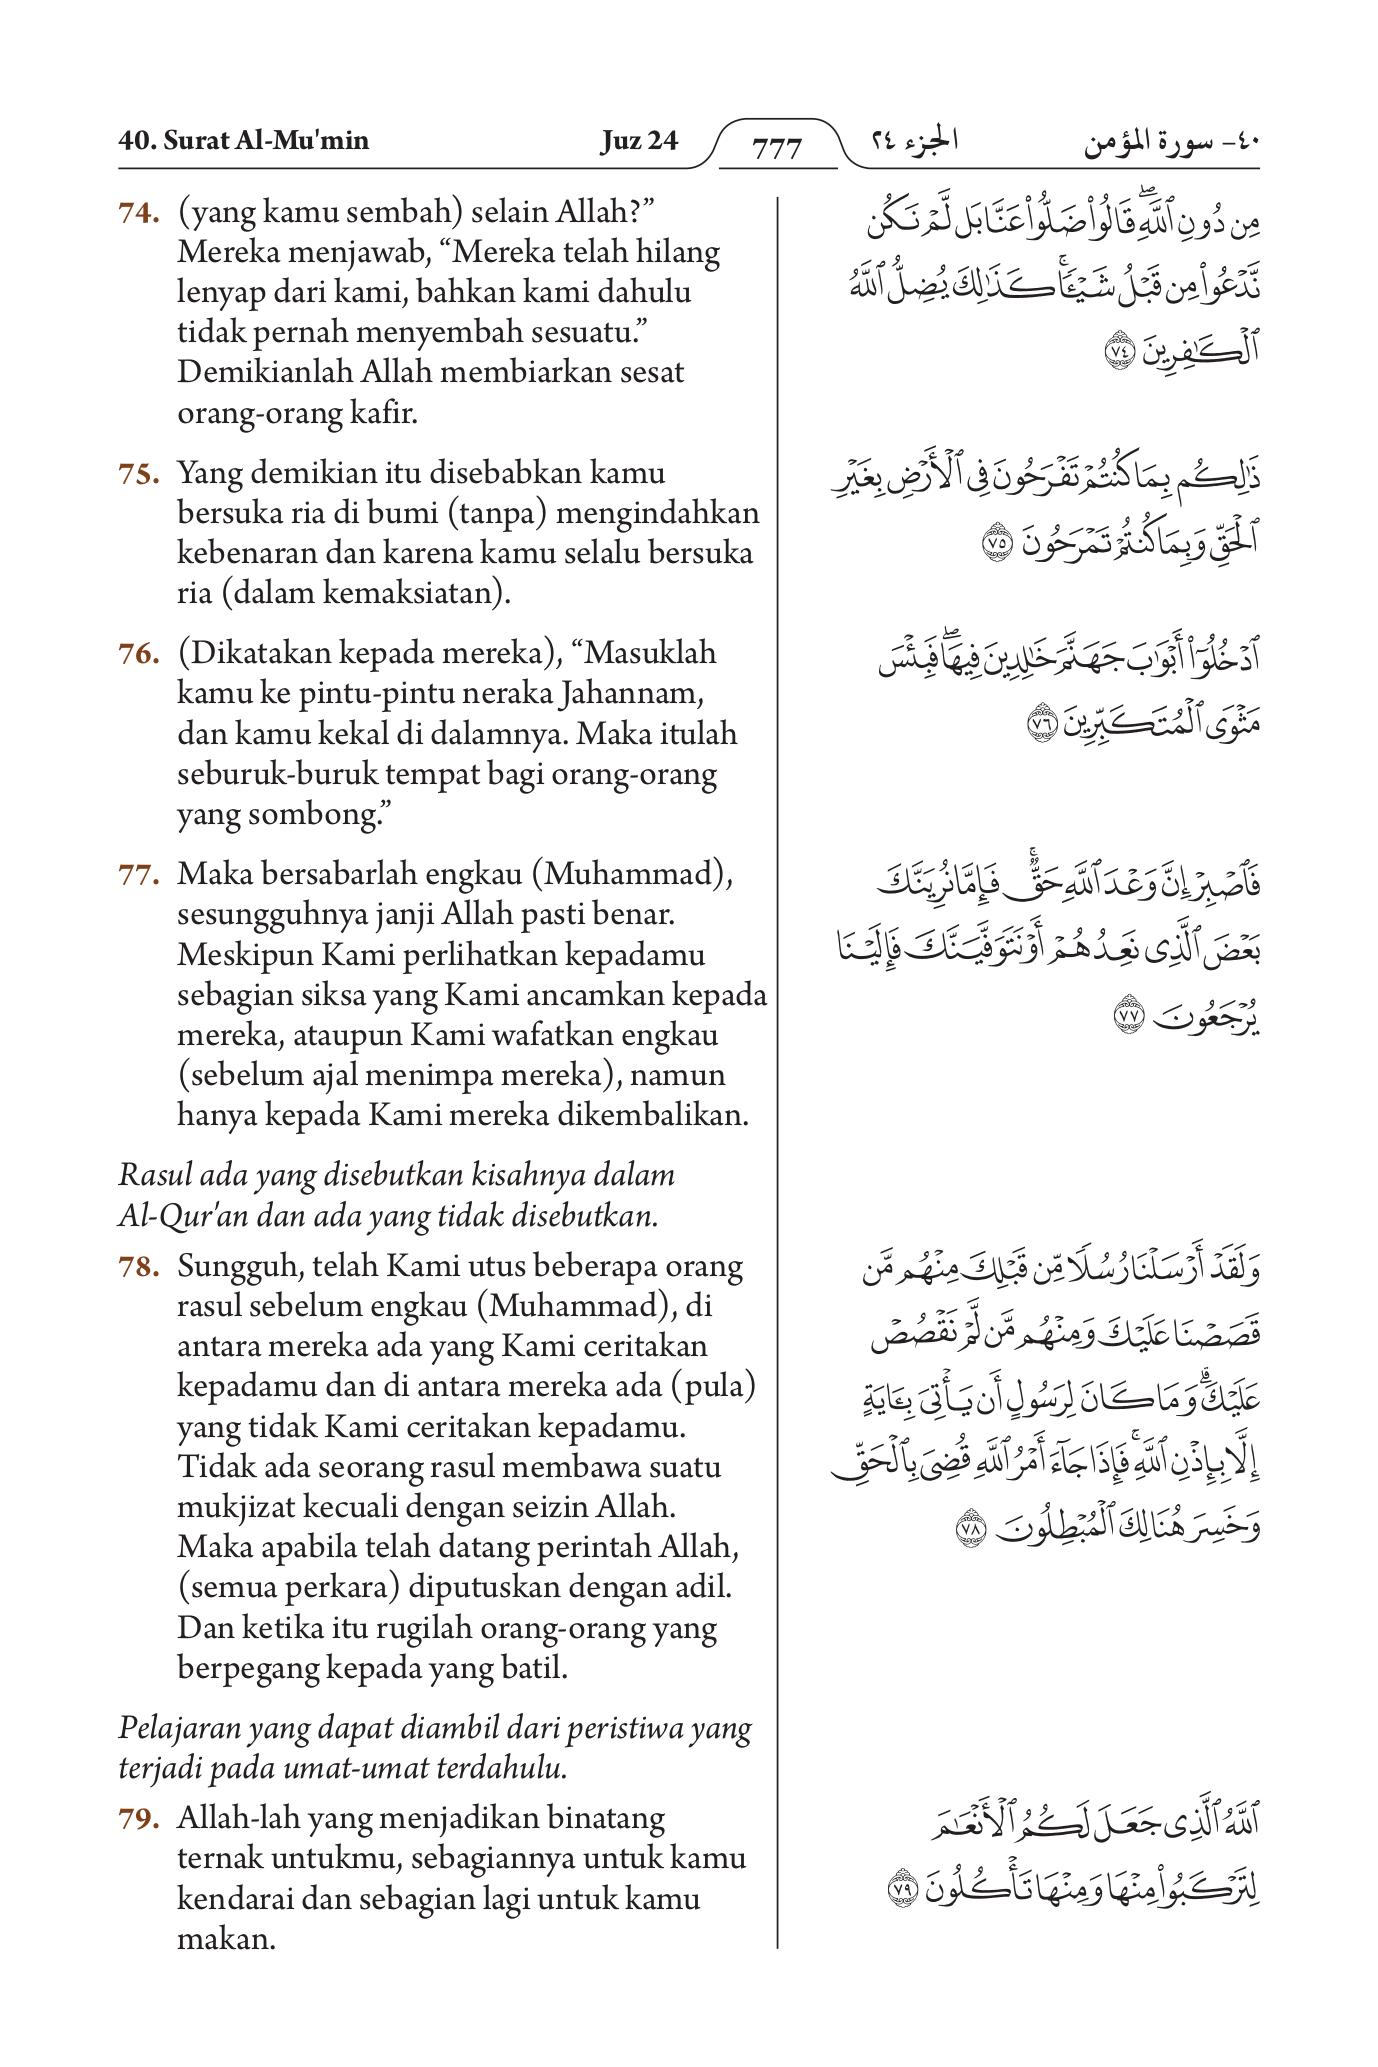 40. Surat Al-Mu'min
Juz 24
777
الجزء ٢٤
٤٠- سورة المؤمن
74. (yang kamu sembah) selain Allah?”
Mereka menjawab, “Mereka telah hilang
lenyap dari kami, bahkan kami dahulu
tidak pernah menyembah sesuatu.”
Demikianlah Allah membiarkan sesat
orang-orang kafir.
مِن دُونِ ٱللَّهِۖ قَالُوا۟ ضَلُّوا۟ عَنَّا بَل لَّمْ نَكُن
نَّدْعُوا۟ مِن قَبْلُ شَيْـًٔاۚ كَذَٰلِكَ يُضِلُّ ٱللَّهُ
ٱلْكَٰفِرِينَ ٧٤
75. Yang demikian itu disebabkan kamu
bersuka ria di bumi (tanpa) mengindahkan
kebenaran dan karena kamu selalu bersuka
ria (dalam kemaksiatan).
ذَٰلِكُم بِمَا كُنتُمْ تَفْرَحُونَ فِى ٱلْأَرْضِ بِغَيْرِ
ٱلْحَقِّ وَبِمَا كُنتُمْ تَمْرَحُونَ ٧٥
76. (Dikatakan kepada mereka), “Masuklah
kamu ke pintu-pintu neraka Jahannam,
dan kamu kekal di dalamnya. Maka itulah
seburuk-buruk tempat bagi orang-orang
yang sombong.”
ٱدْخُلُوٓا۟ أَبْوَٰبَ جَهَنَّمَ خَٰلِدِينَ فِيهَاۖ فَبِئْسَ
مَثْوَى ٱلْمُتَكَبِّرِينَ ٧٦
77. Maka bersabarlah engkau (Muhammad),
sesungguhnya janji Allah pasti benar.
Meskipun Kami perlihatkan kepadamu
sebagian siksa yang Kami ancamkan kepada
mereka, ataupun Kami wafatkan engkau
(sebelum ajal menimpa mereka), namun
hanya kepada Kami mereka dikembalikan.
فَٱصْبِرْ إِنَّ وَعْدَ ٱللَّهِ حَقٌّۚ فَإِمَّا نُرِيَنَّكَ
بَعْضَ ٱلَّذِى نَعِدُهُمْ أَوْ نَتَوَفَّيَنَّكَ فَإِلَيْنَا
يُرْجَعُونَ ٧٧
Rasul ada yang disebutkan kisahnya dalam
Al-Qur'an dan ada yang tidak disebutkan.
78. Sungguh, telah Kami utus beberapa orang
rasul sebelum engkau (Muhammad), di
antara mereka ada yang Kami ceritakan
kepadamu dan di antara mereka ada (pula)
yang tidak Kami ceritakan kepadamu.
Tidak ada seorang rasul membawa suatu
mukjizat kecuali dengan seizin Allah.
Maka apabila telah datang perintah Allah,
(semua perkara) diputuskan dengan adil.
Dan ketika itu rugilah orang-orang yang
berpegang kepada yang batil.
وَلَقَدْ أَرْسَلْنَا رُسُلًا مِّن قَبْلِكَ مِنْهُم مَّن
قَصَصْنَا عَلَيْكَ وَمِنْهُم مَّن لَّمْ نَقْصُصْ
عَلَيْكَۗ وَمَا كَانَ لِرَسُولٍ أَن يَأْتِىَ بِـَٔايَةٍ
إِلَّا بِإِذْنِ ٱللَّهِۚ فَإِذَا جَآءَ أَمْرُ ٱللَّهِ قُضِىَ بِٱلْحَقِّ
وَخَسِرَ هُنَالِكَ ٱلْمُبْطِلُونَ ٧٨
Pelajaran yang dapat diambil dari peristiwa yang
terjadi pada umat-umat terdahulu.
79. Allah-lah yang menjadikan binatang
ternak untukmu, sebagiannya untuk kamu
kendarai dan sebagian lagi untuk kamu
makan.
ٱللَّهُ ٱلَّذِى جَعَلَ لَكُمُ ٱلْأَنْعَٰمَ
لِتَرْكَبُوا۟ مِنْهَا وَمِنْهَا تَأْكُلُونَ ٧٩